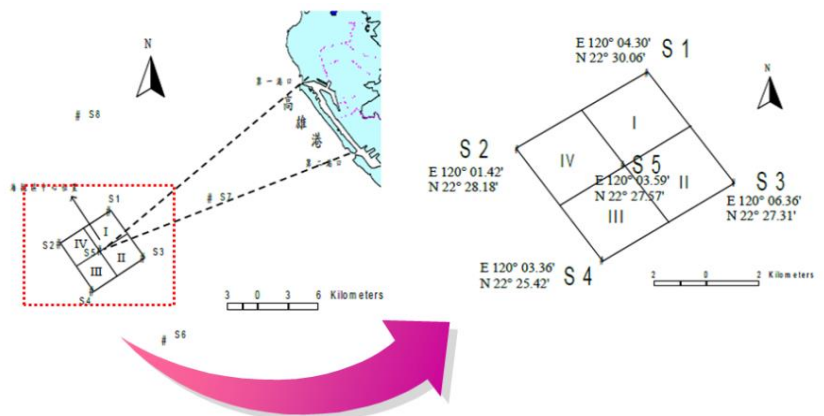 N
S8
第一港口
高雄港
第二港口
S7
S1
S2
I
IV
S5
II
S3
III
S4
S6
3 0 3 6 Kilometers
E 120° 04.30'
N 22° 30.06'
S 1
N
S 2
E 120° 01.42'
N 22° 28.18'
I
IV
S 5
E 120° 03.59'
N 22° 27.57'
II
III
S 3
E 120° 06.36'
N 22° 27.31'
E 120° 03.36'
N 22° 25.42'
S 4
2 0 2 Kilometers